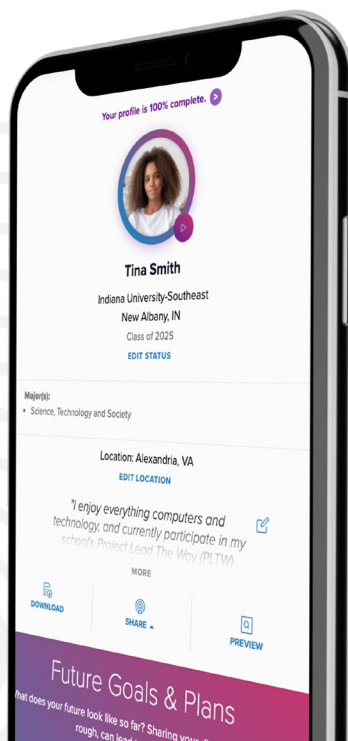 Your profile is 100% complete. >
Tina Smith
Indiana University-Southeast
New Albany, IN
Class of 2025
EDIT STATUS
Major(s):
• Science, Technology and Society
Location: Alexandria, VA
EDIT LOCATION
"I enjoy everything computers and
technology, and currently participate in my
school's Project Lead The Way (PLTW)
MORE
DOWNLOAD
SHARE
PREVIEW
Future Goals & Plans
What does your future look like so far? Sharing your
rough, can lead